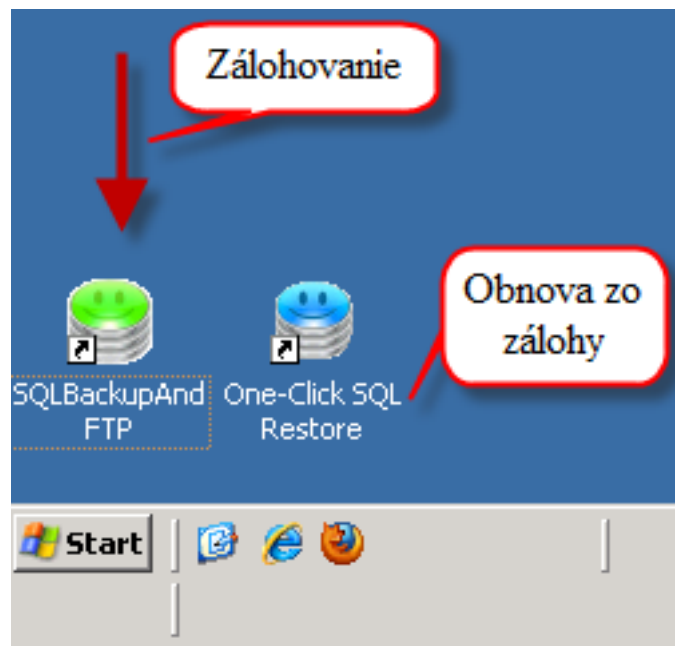 Zálohovanie
Obnova zo
zálohy
SQLBackupAnd
FTP
One-Click SQL
Restore
Start